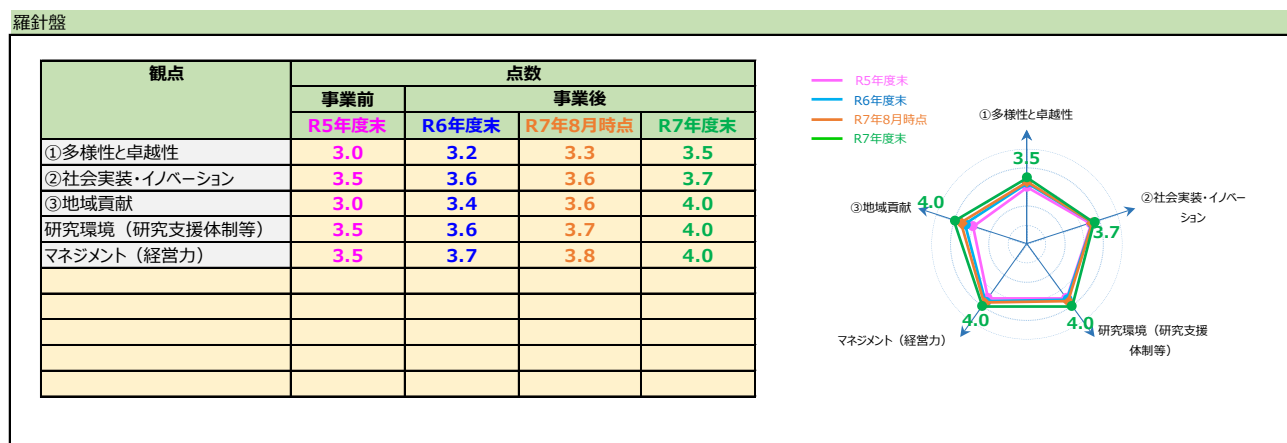 羅針盤
観点 点数
事業前 事業後
R5年度末 R6年度末 R7年8月時点 R7年度末
①多様性と卓越性 3.0 3.2 3.3 3.5
②社会実装・イノベーション 3.5 3.6 3.6 3.7
③地域貢献 3.0 3.4 3.6 4.0
研究環境（研究支援体制等） 3.5 3.6 3.7 4.0
マネジメント（経営力） 3.5 3.7 3.8 4.0
R5年度末
R6年度末
R7年8月時点
R7年度末
①多様性と卓越性
3.5
②社会実装・イノベー
ション
3.7
研究環境（研究支援
体制等）
4.0
マネジメント（経営力）
4.0
③地域貢献
4.0